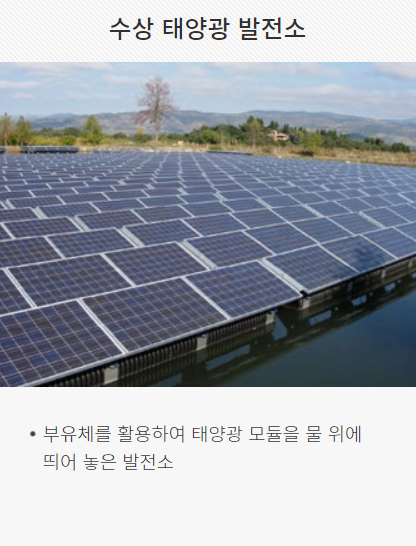 수상 태양광 발전소
• 부유체를 활용하여 태양광 모듈을 물 위에
띄어 놓은 발전소